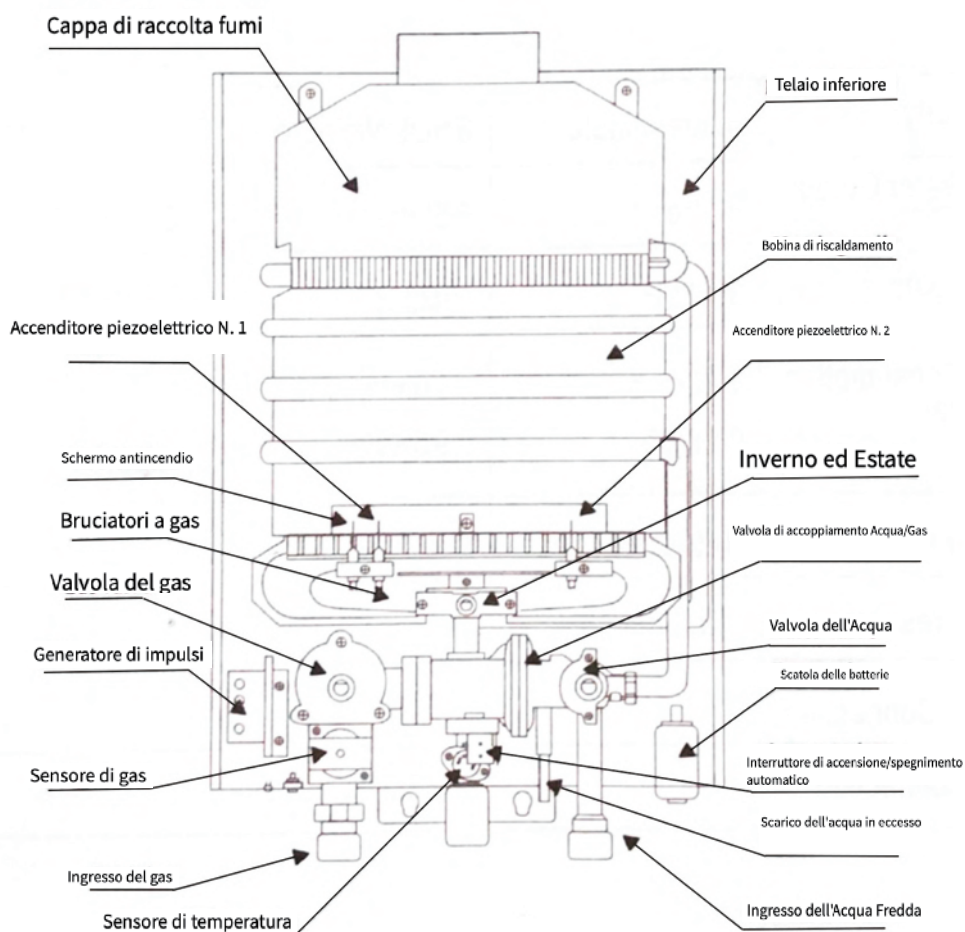 Cappa di raccolta fumi
Telaio inferiore
Bobina di riscaldamento
Accenditore piezoelettrico N. 1
Accenditore piezoelettrico N. 2
Schermo antincendio
Inverno ed Estate
Bruciatori a gas
Valvola di accoppiamento Acqua/Gas
Valvola del gas
Valvola dell'Acqua
Generatore di impulsi
Scatola delle batterie
Sensore di gas
Interruttore di accensione/spegnimento
automatico
Scarico dell'acqua in eccesso
Ingresso del gas
Sensore di temperatura
Ingresso dell'Acqua Fredda